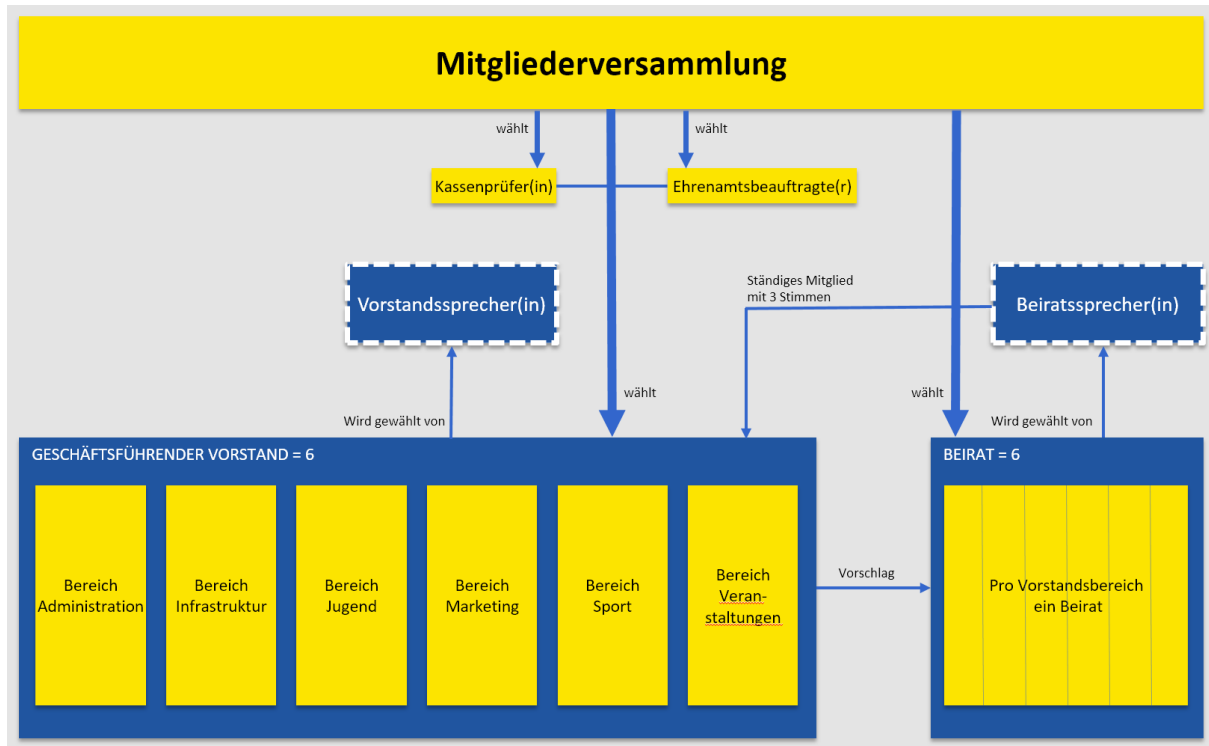 Mitgliederversammlung
wählt
wählt
Kassenprüfer(in)
Ehrenamtsbeauftragte(r)
Vorstandssprecher(in)
Ständiges Mitglied
mit 3 Stimmen
Beiratssprecher(in)
wählt
wählt
Wird gewählt von
Wird gewählt von
GESCHÄFTSFÜHRENDER VORSTAND = 6
BEIRAT = 6
Bereich
Administration
Bereich
Infrastruktur
Bereich
Jugend
Bereich
Marketing
Bereich
Sport
Bereich
Veran-
staltungen
Vorschlag
Pro Vorstandsbereich
ein Beirat